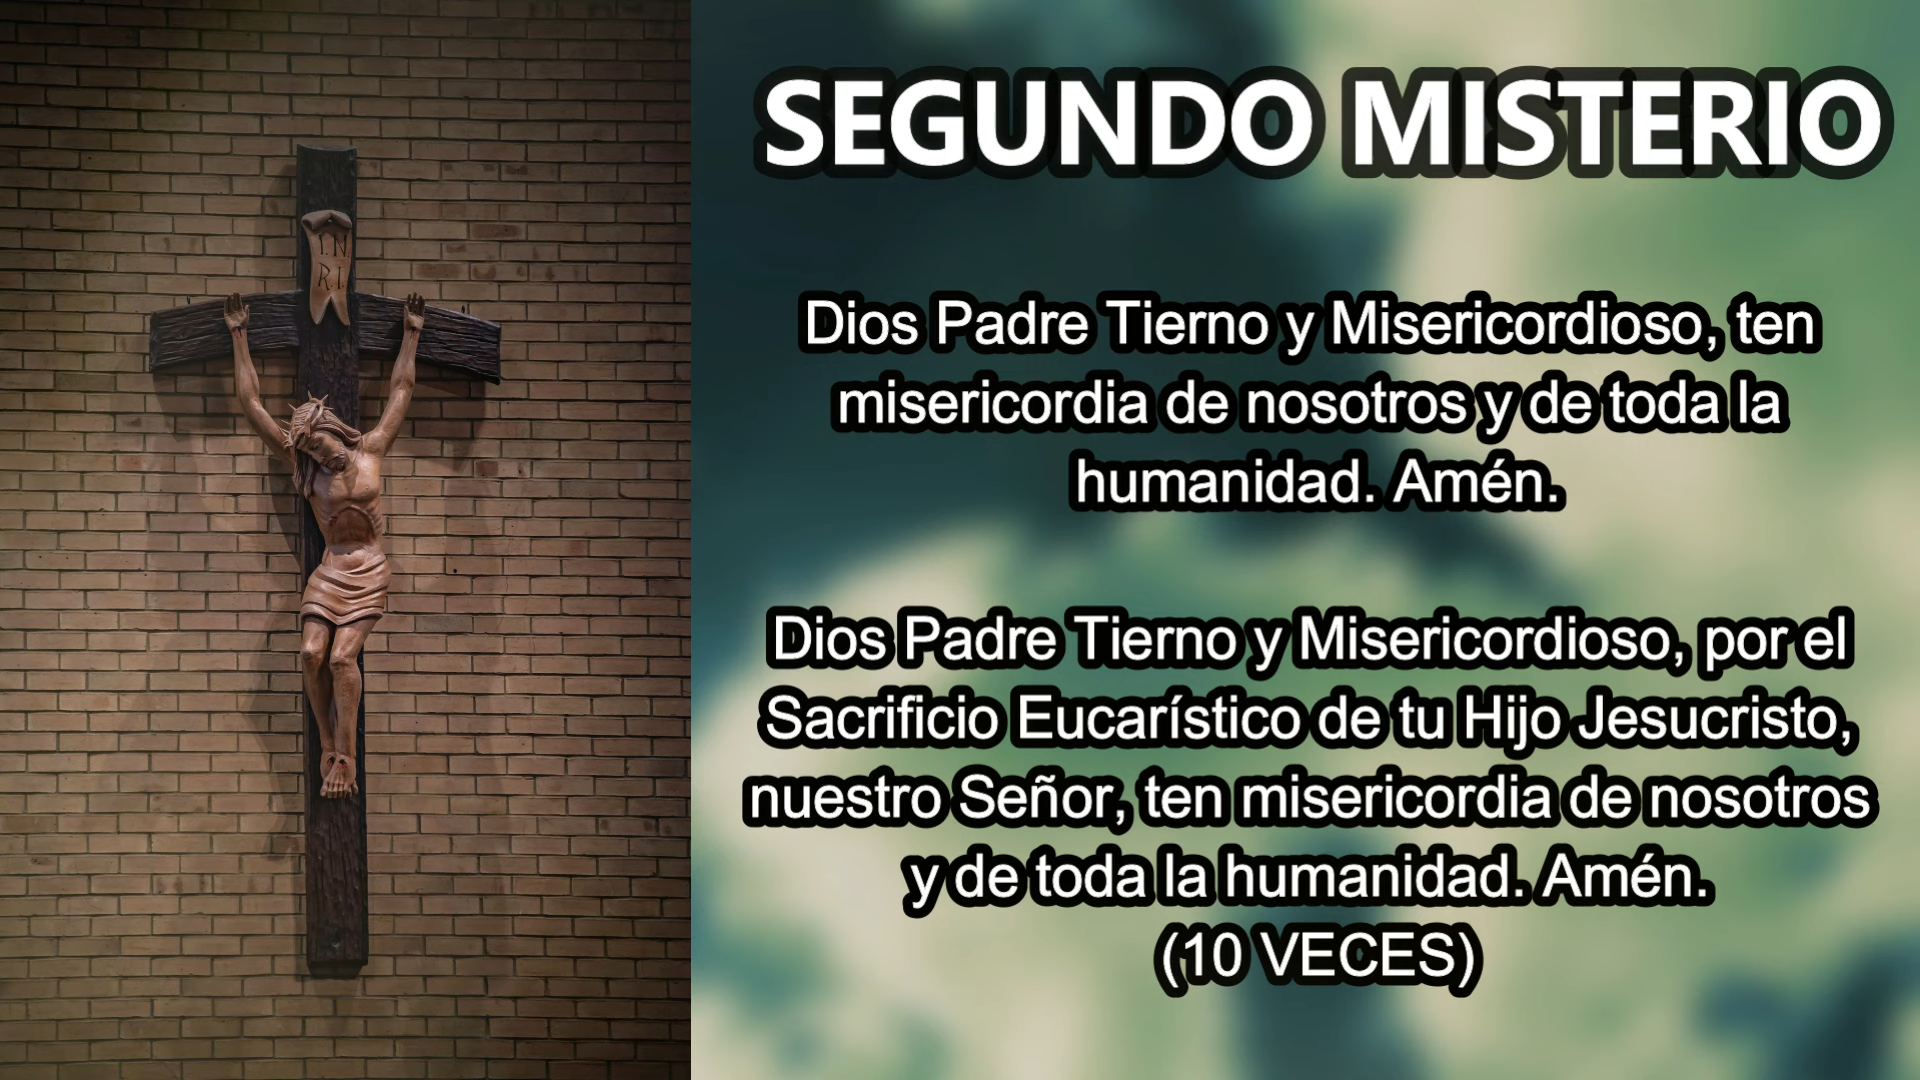 I.N
R.I.
SEGUNDO MISTERIO
Dios Padre Tierno y Misericordioso, ten
misericordia de nosotros y de toda la
humanidad. Amén.
Dios Padre Tierno y Misericordioso, por el
Sacrificio Eucarístico de tu Hijo Jesucristo,
nuestro Señor, ten misericordia de nosotros
y de toda la humanidad. Amén.
(10 VECES)